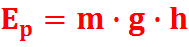 Eₚ = m · g · h